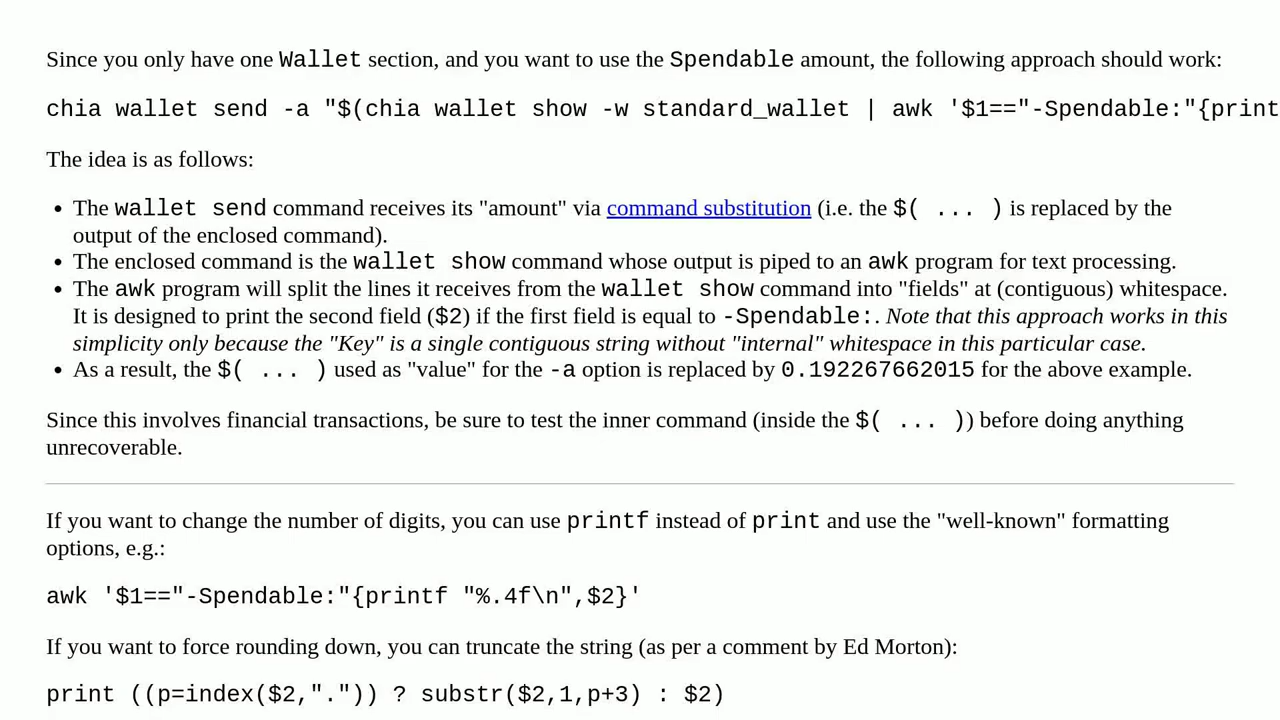 Since you only have one Wallet section, and you want to use the Spendable amount, the following approach should work:
chia wallet send -a "$(chia wallet show -w standard_wallet | awk '$1=="-Spendable:"{print
The idea is as follows:
• The wallet send command receives its "amount" via command substitution (i.e. the $( ... ) is replaced by the
output of the enclosed command).
• The enclosed command is the wallet show command whose output is piped to an awk program for text processing.
• The awk program will split the lines it receives from the wallet show command into "fields" at (contiguous) whitespace.
It is designed to print the second field ($2) if the first field is equal to -Spendable:. Note that this approach works in this
simplicity only because the "Key" is a single contiguous string without "internal" whitespace in this particular case.
• As a result, the $( ... ) used as "value" for the -a option is replaced by 0.192267662015 for the above example.
Since this involves financial transactions, be sure to test the inner command (inside the $( ... )) before doing anything
unrecoverable.
If you want to change the number of digits, you can use printf instead of print and use the "well-known" formatting
options, e.g.:
awk '$1=="-Spendable:"{printf "%.4f\n",$2}'
If you want to force rounding down, you can truncate the string (as per a comment by Ed Morton):
print ((p=index($2,".")) ? substr($2,1,p+3) : $2)